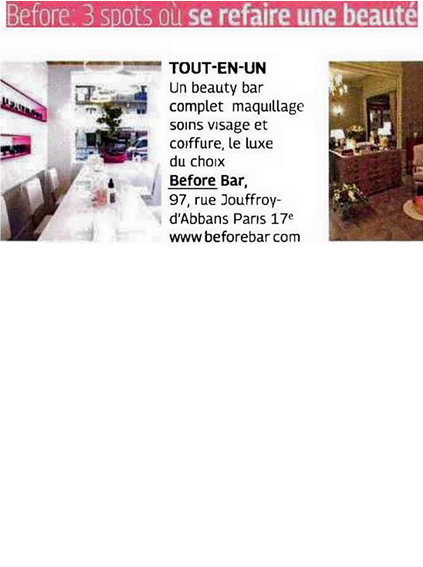 Before: 3 spots où se refaire une beauté
TOUT-EN-UN
Un beauty bar
complet maquillage
soins visage et
coiffure, le luxe
du choix
Before Bar,
97, rue Jouffroy-
d'Abbans Paris 17e
www beforebar com